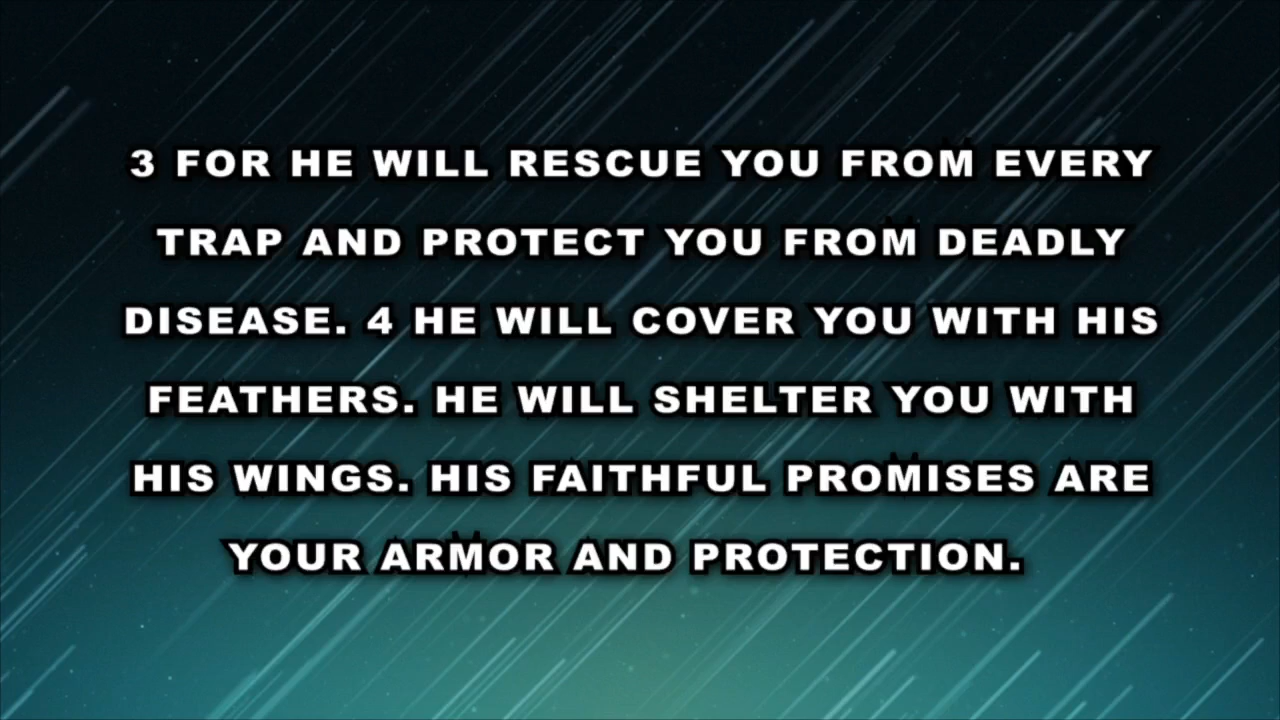 3 FOR HE WILL RESCUE YOU FROM EVERY
TRAP AND PROTECT YOU FROM DEADLY
DISEASE. 4 HE WILL COVER YOU WITH HIS
FEATHERS. HE WILL SHELTER YOU WITH
HIS WINGS. HIS FAITHFUL PROMISES ARE
YOUR ARMOR AND PROTECTION.